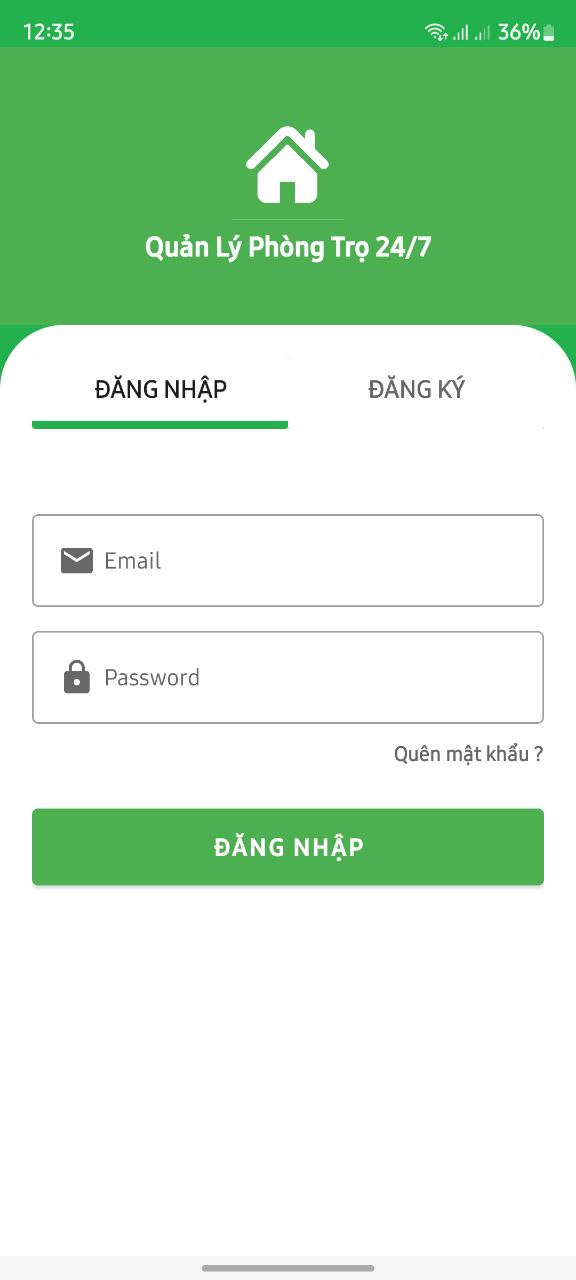 12:35
36%
Quản Lý Phòng Trọ 24/7
ĐĂNG NHẬP
ĐĂNG KÝ
Email
Password
Quên mật khẩu ?
ĐĂNG NHẬP